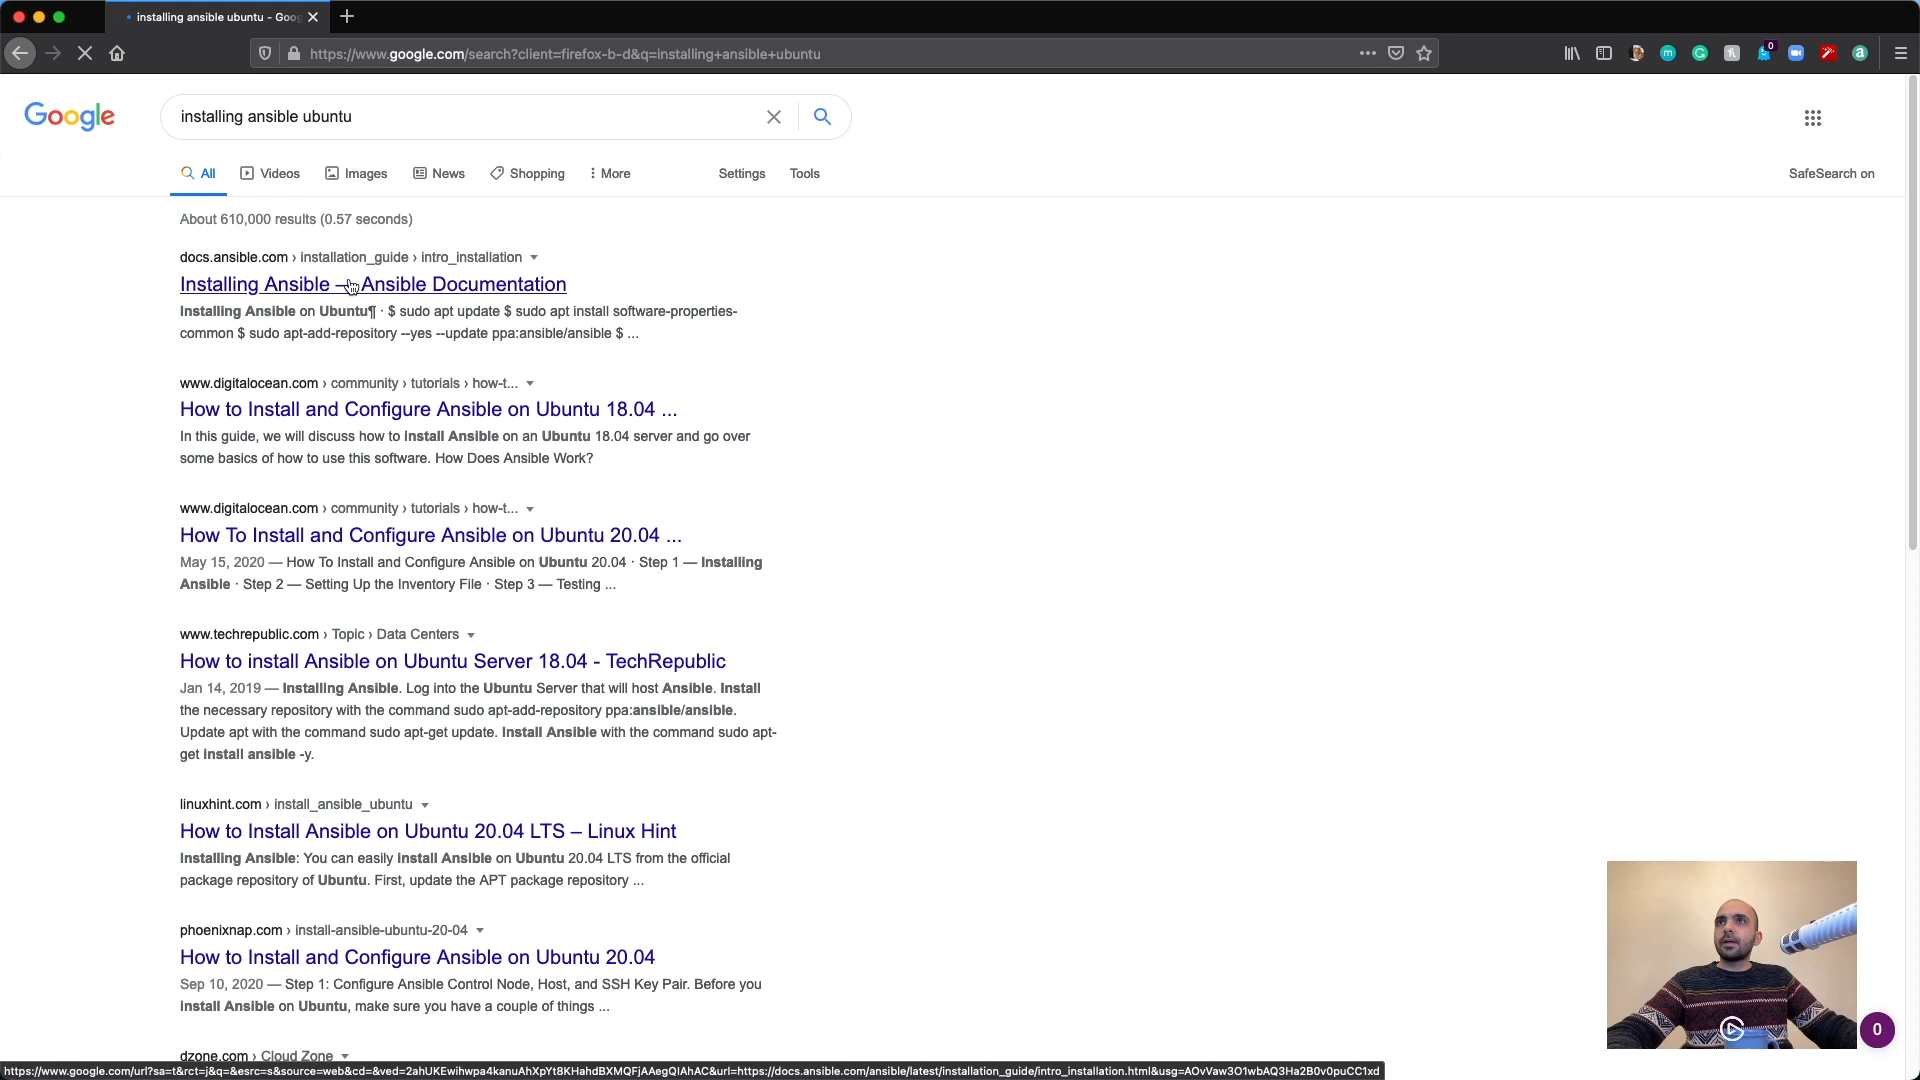 installing ansible ubuntu - Goog
https://www.google.com/search?client=firefox-b-d&q=installing+ansible+ubuntu
0
Google
installing ansible ubuntu
All Videos Images News Shopping More Settings Tools SafeSearch on
About 610,000 results (0.57 seconds)
docs.ansible.com › installation_guide › intro_installation
Installing Ansible — Ansible Documentation
Installing Ansible on Ubuntu¶ · $ sudo apt update $ sudo apt install software-properties-
common $ sudo apt-add-repository --yes --update ppa:ansible/ansible $ ...
www.digitalocean.com › community › tutorials › how-t...
How to Install and Configure Ansible on Ubuntu 18.04 ...
In this guide, we will discuss how to Install Ansible on an Ubuntu 18.04 server and go over
some basics of how to use this software. How Does Ansible Work?
www.digitalocean.com › community › tutorials › how-t...
How To Install and Configure Ansible on Ubuntu 20.04 ...
May 15, 2020 — How To Install and Configure Ansible on Ubuntu 20.04 · Step 1 — Installing
Ansible · Step 2 — Setting Up the Inventory File · Step 3 — Testing ...
www.techrepublic.com › Topic › Data Centers
How to install Ansible on Ubuntu Server 18.04 - TechRepublic
Jan 14, 2019 — Installing Ansible. Log into the Ubuntu Server that will host Ansible. Install
the necessary repository with the command sudo apt-add-repository ppa:ansible/ansible.
Update apt with the command sudo apt-get update. Install Ansible with the command sudo apt-
get install ansible -y.
linuxhint.com › install_ansible_ubuntu
How to Install Ansible on Ubuntu 20.04 LTS – Linux Hint
Installing Ansible: You can easily Install Ansible on Ubuntu 20.04 LTS from the official
package repository of Ubuntu. First, update the APT package repository ...
phoenixnap.com › install-ansible-ubuntu-20-04
How to Install and Configure Ansible on Ubuntu 20.04
Sep 10, 2020 — Step 1: Configure Ansible Control Node, Host, and SSH Key Pair. Before you
Install Ansible on Ubuntu, make sure you have a couple of things ...
0
dzone.com › Cloud Zone
https://www.google.com/url?sa=t&rct=j&q=&esrc=s&source=web&cd=&ved=2ahUKEwihwpa4kanuAhXpYt8KHahdBXMQFjAAegQIAhAC&url=https://docs.ansible.com/ansible/latest/installation_guide/intro_installation.html&usg=AOvVaw3O1wbAQ3Ha2B0v0puCC1xd